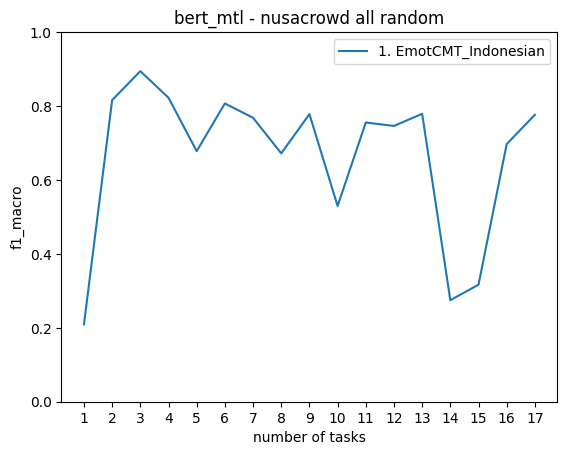 bert_mtl - nusacrowd all random
1. EmotCMT_Indonesian
f1_macro
1.0
0.8
0.6
0.4
0.2
0.0
1 2 3 4 5 6 7 8 9 10 11 12 13 14 15 16 17
number of tasks